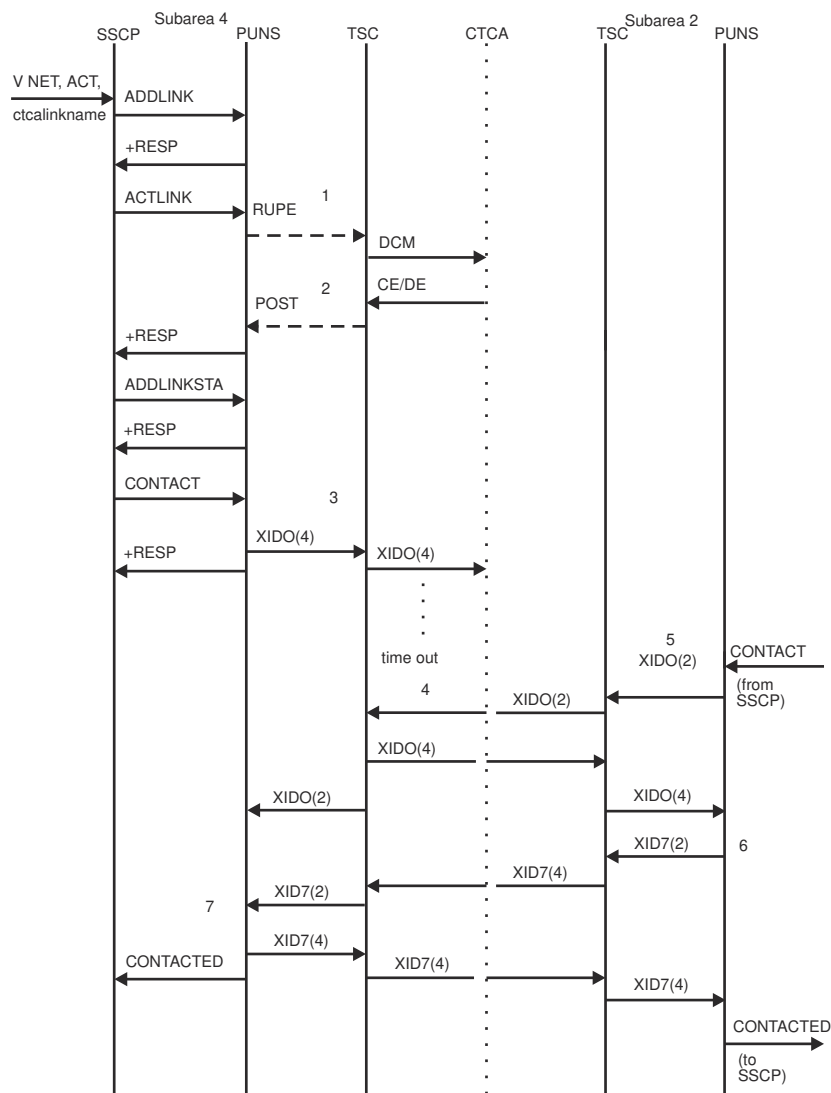 Subarea 4
Subarea 2
SSCP
PUNS
TSC
CTCA
TSC
PUNS
V NET, ACT,
ctcalinkname
ADDLINK
+RESP
ACTLINK
RUPE
1
DCM
CE/DE
2
POST
+RESP
ADDLINKSTA
+RESP
CONTACT
3
XIDO(4)
+RESP
XIDO(4)
time out
5
CONTACT
XIDO(2)
(from
SSCP)
4
XIDO(2)
XIDO(4)
XIDO(2)
XIDO(4)
XID7(2)
6
XID7(4)
XID7(2)
7
XID7(4)
CONTACTED
XID7(4)
XID7(4)
CONTACTED
(to
SSCP)